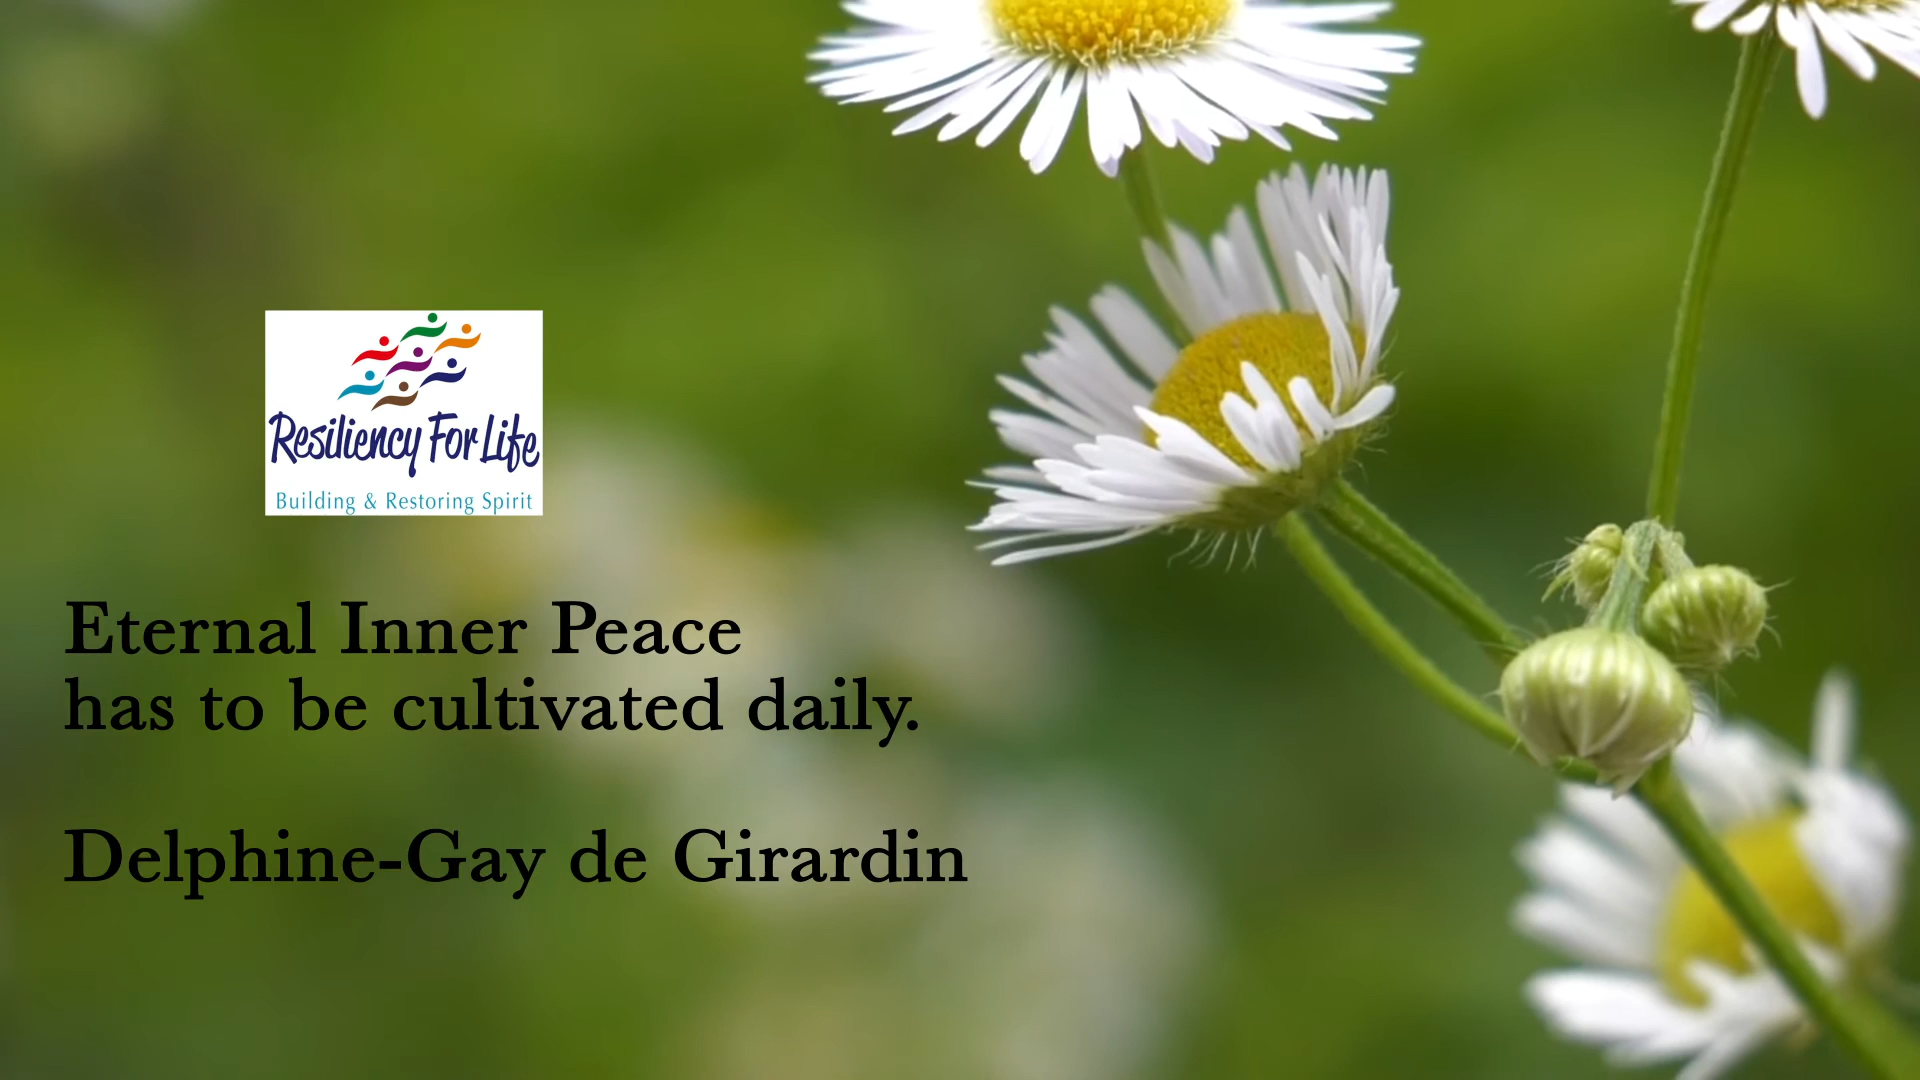 Resiliency For Life
Building & Restoring Spirit
Eternal Inner Peace
has to be cultivated daily.
Delphine-Gay de Girardin